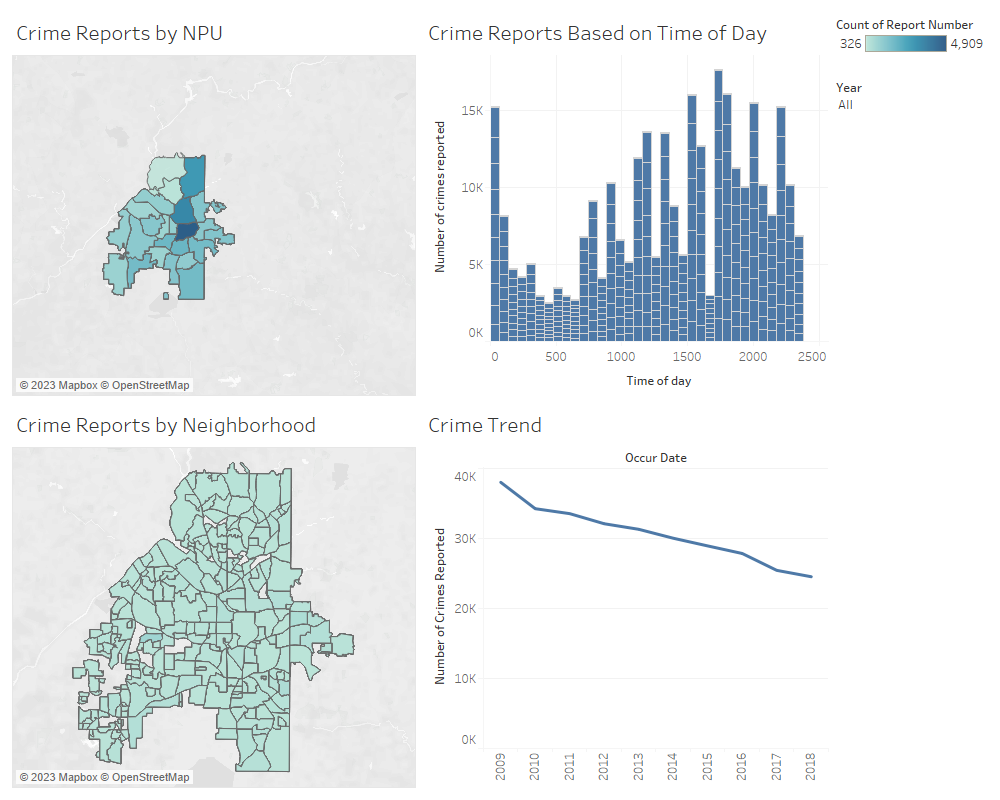 Crime Reports by NPU
© 2023 Mapbox © OpenStreetMap
Crime Reports Based on Time of Day
Number of crimes reported
15K
10K
5K
0K
0 500 1000 1500 2000 2500
Time of day
Count of Report Number
326 4,909
Year
All
Crime Reports by Neighborhood
© 2023 Mapbox © OpenStreetMap
Crime Trend
Occur Date
Number of Crimes Reported
40K
30K
20K
10K
0K
2009 2010 2011 2012 2013 2014 2015 2016 2017 2018